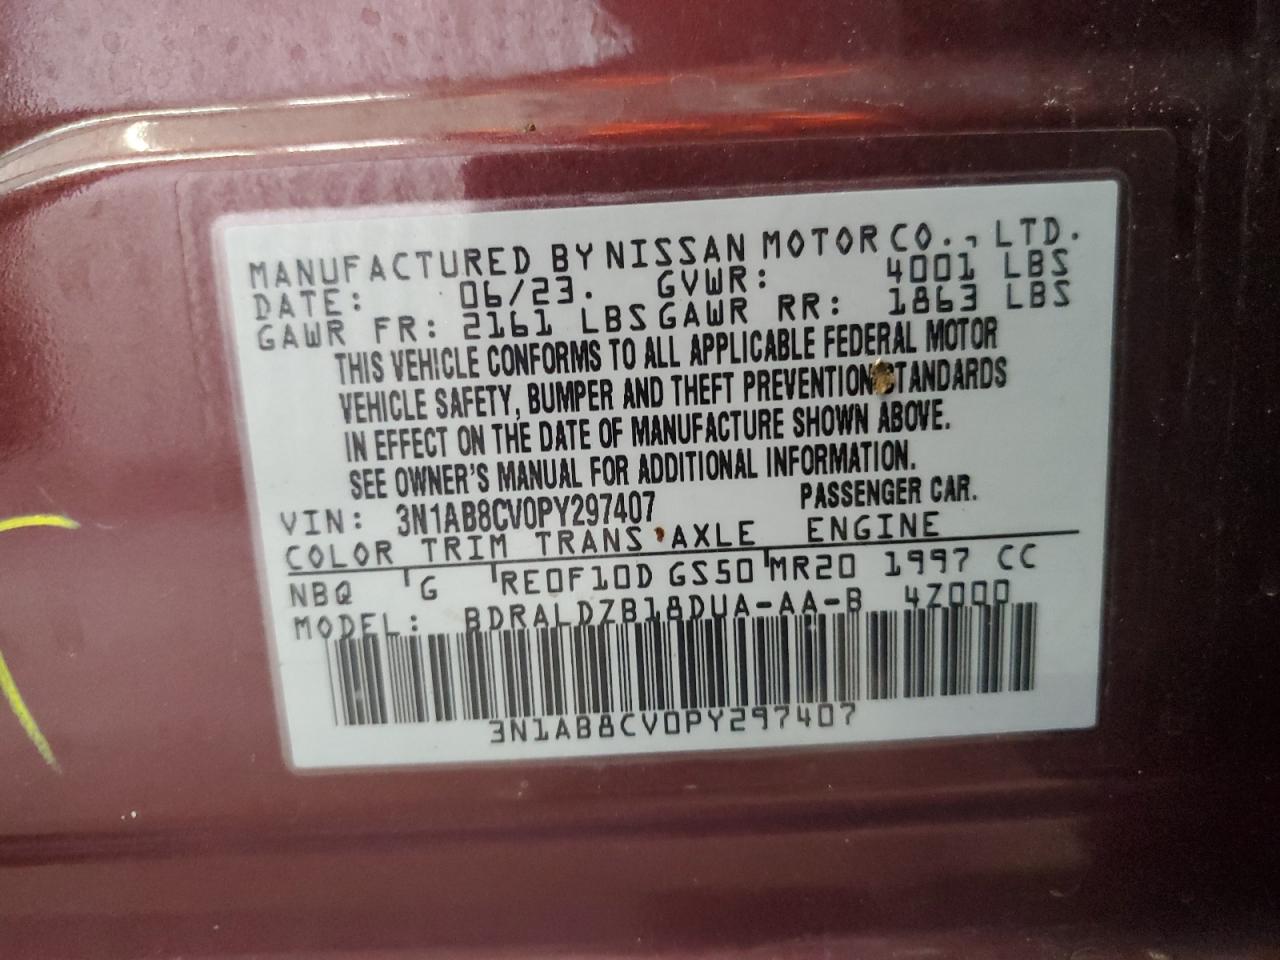 MANUFACTURED BY NISSAN MOTOR CO., LTD.
DATE: 06/23. GVWR: 4001 LBS
GAWR FR: 2161 LBS GAWR RR: 1863 LBS
THIS VEHICLE CONFORMS TO ALL APPLICABLE FEDERAL MOTOR
VEHICLE SAFETY, BUMPER AND THEFT PREVENTION STANDARDS
IN EFFECT ON THE DATE OF MANUFACTURE SHOWN ABOVE.
SEE OWNER'S MANUAL FOR ADDITIONAL INFORMATION.
VIN: 3N1AB8CV0PY297407 PASSENGER CAR.
COLOR TRIM TRANS AXLE ENGINE
NBQ G RE0F10D GS50 MR20 1997 CC
MODEL: BDRALDZB18DUA-AA-B 4Z000
3N1AB8CV0PY297407